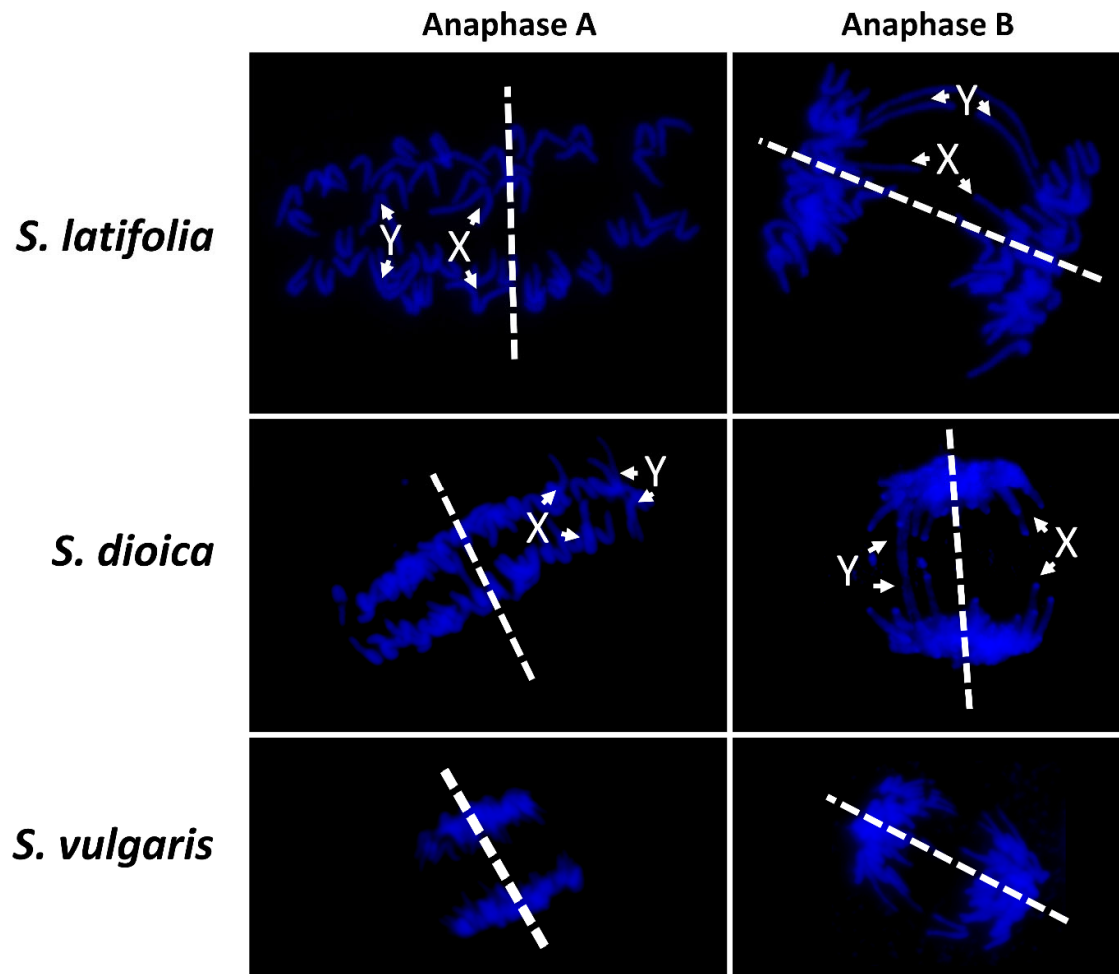 Anaphase A
Anaphase B
S. latifolia
Y
X
Y
X
S. dioica
Y
X
Y
X
S. vulgaris